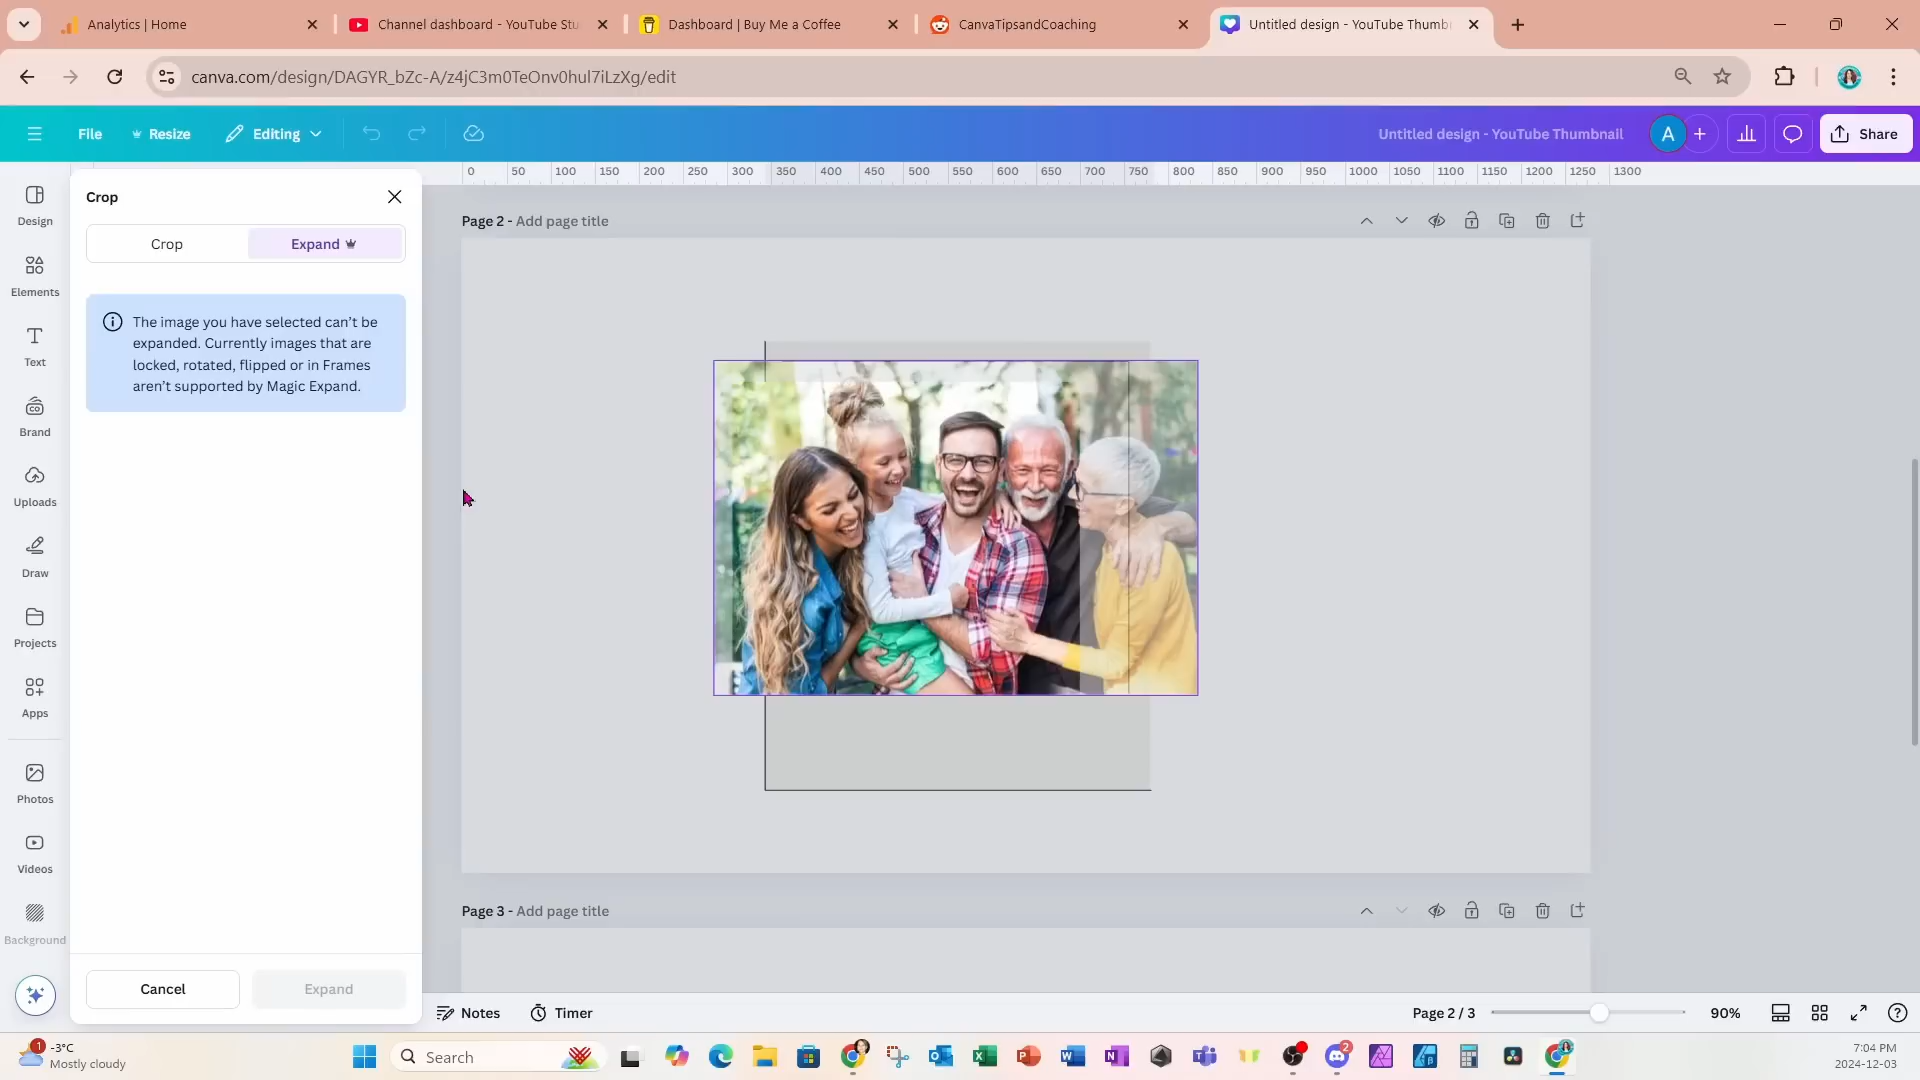 Analytics | Home
Channel dashboard - YouTube Stu
Dashboard | Buy Me a Coffee
CanvaTipsandCoaching
Untitled design - YouTube Thumb
canva.com/design/DAGYR_bZc-A/z4jC3m0TeOnv0hul7iLzXg/edit
File
Resize
Editing
Untitled design - YouTube Thumbnail
A
Share
0 50 100 150 200 250 300 350 400 450 500 550 600 650 700 750 800 850 900 950 1000 1050 1100 1150 1200 1250 1300
Design
Elements
Text
Brand
Uploads
Draw
Projects
Apps
Photos
Videos
Background
Crop
Crop
Expand
The image you have selected can't be
expanded. Currently images that are
locked, rotated, flipped or in Frames
aren't supported by Magic Expand.
Cancel
Expand
Page 2 - Add page title
Page 3 - Add page title
Notes
Timer
Page 2 / 3
90%
1
-3°C
Mostly cloudy
Search
2
7:04 PM
2024-12-03